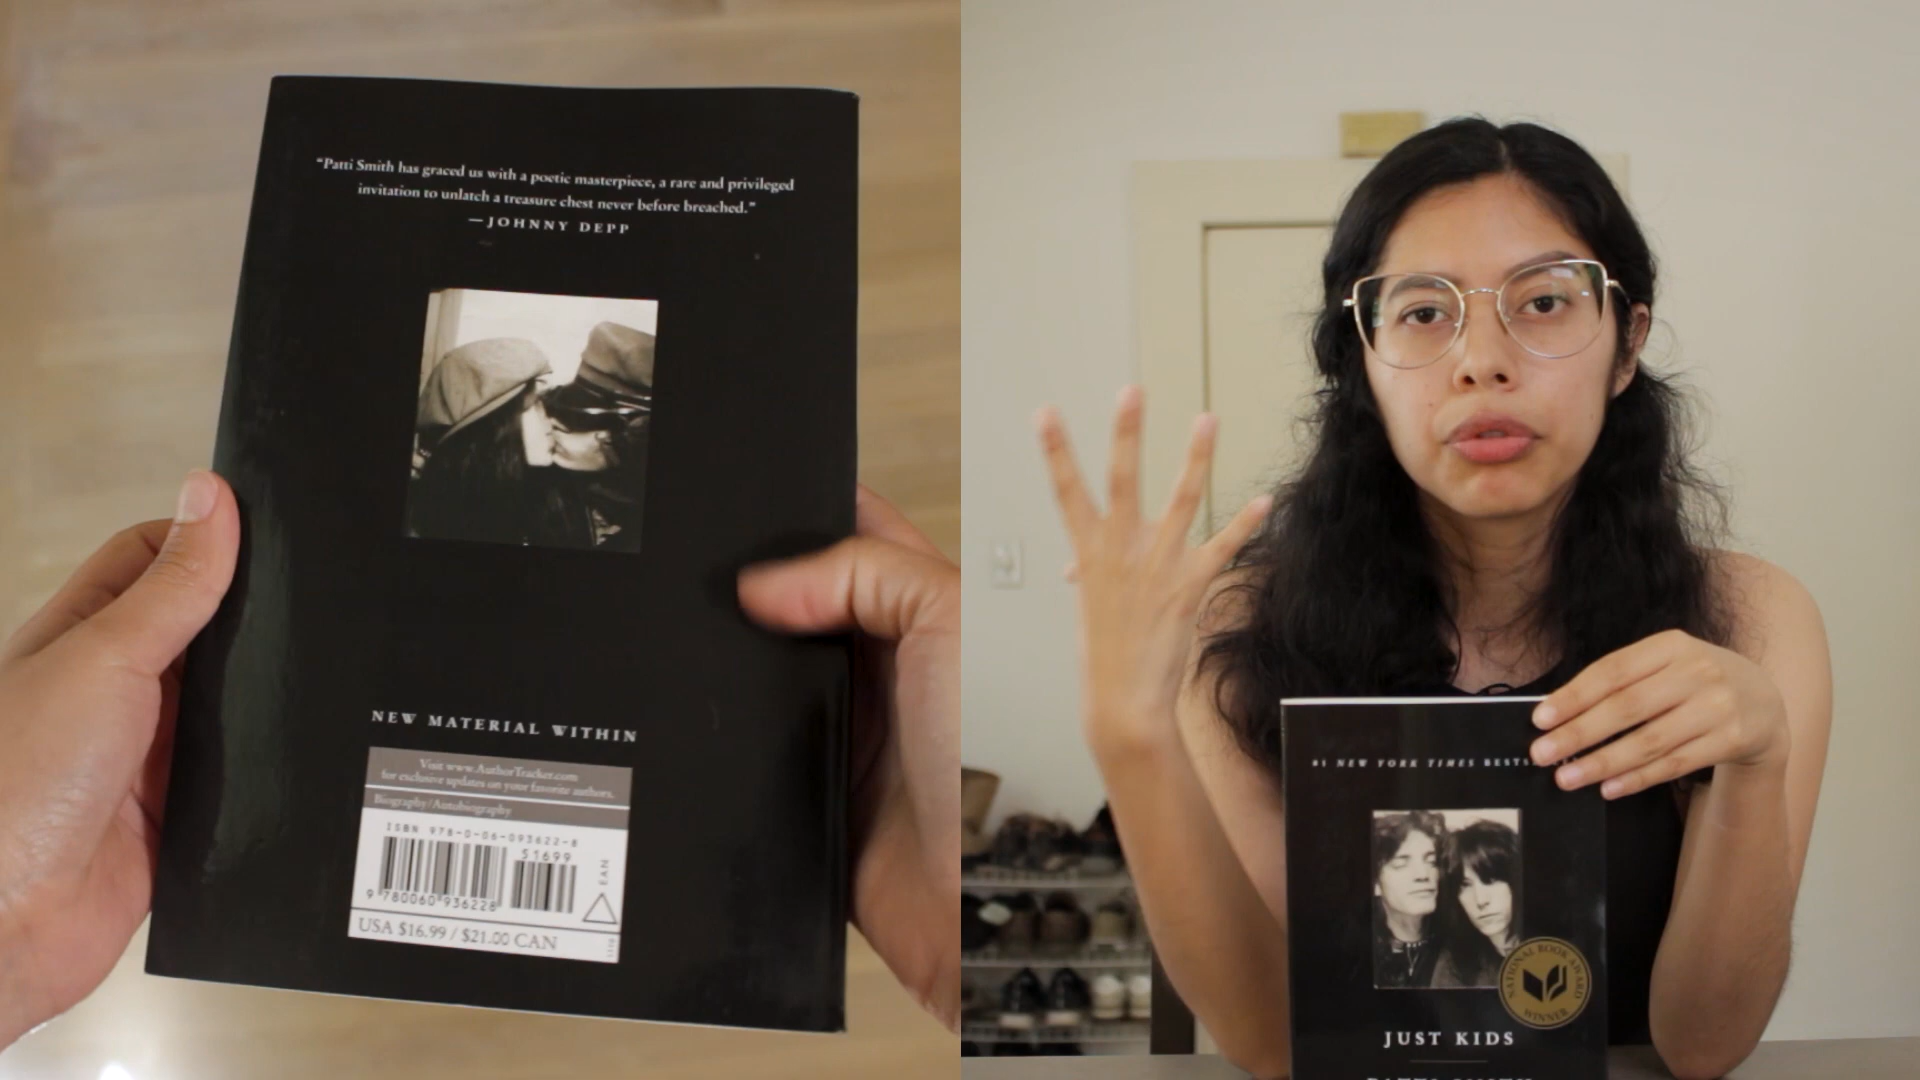 “Patti Smith has graced us with a poetic masterpiece, a rare and privileged
invitation to unlatch a treasure chest never before breached.”
—JOHNNY DEPP
NEW MATERIAL WITHIN
Visit www.AuthorTracker.com
for exclusive updates on your favorite authors.
Biography/Autobiography
ISBN 978-0-06-093622-8
51699
EAN
9 780060 936228
USA $16.99 / $21.00 CAN
#1 NEW YORK TIMES
NATIONAL BOOK AWARD
WINNER
JUST KIDS